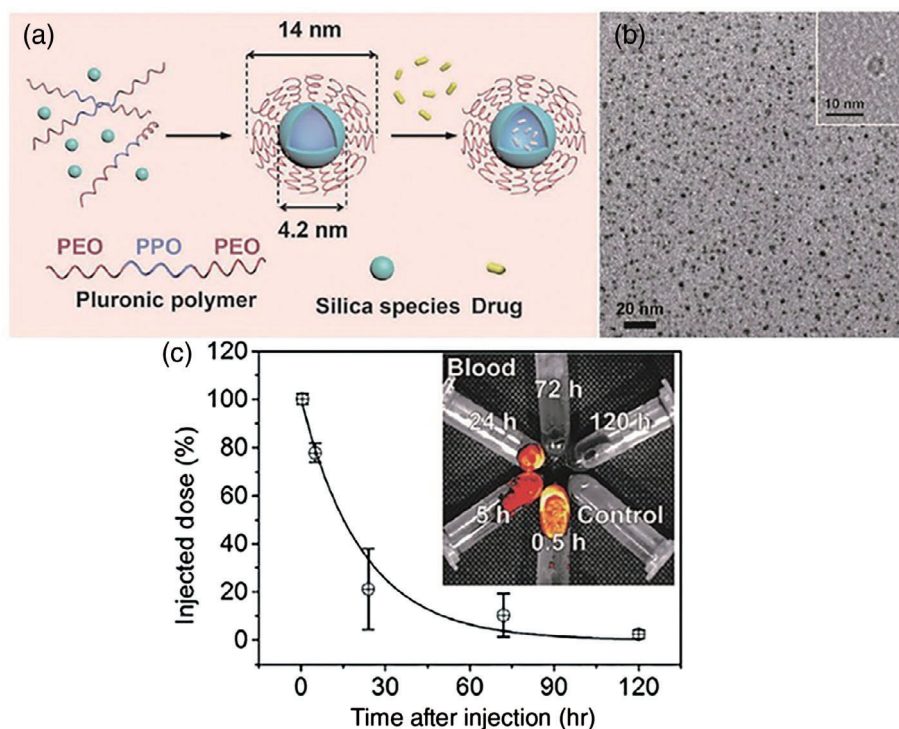 (a)
14 nm
4.2 nm
PEO PPO PEO
Pluronic polymer
Silica species Drug
(b)
10 nm
20 nm
(c)
120
100
80
60
40
20
0
Injected dose (%)
0 30 60 90 120
Time after injection (hr)
Blood
72 h
24 h
120 h
5 h
Control
0.5 h